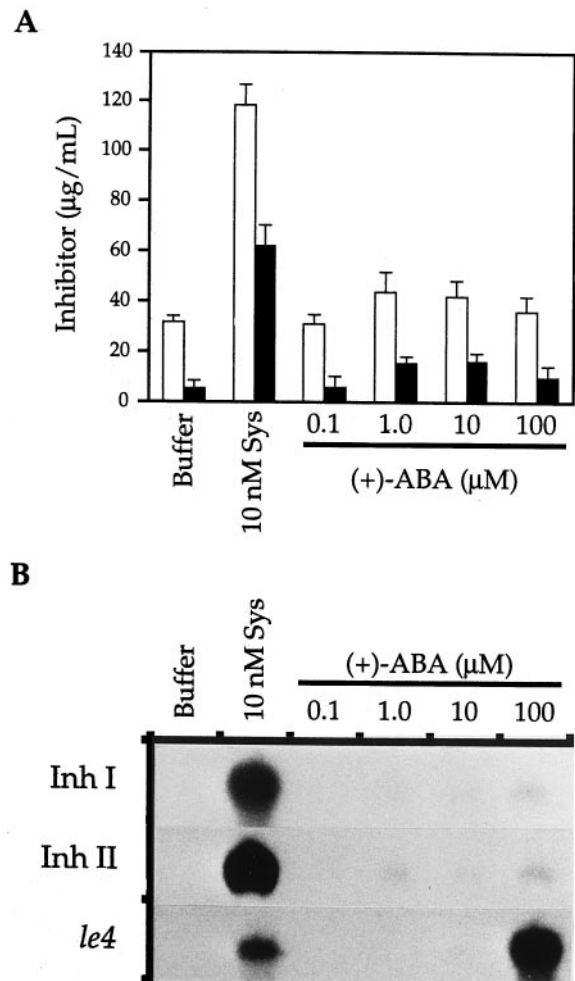 A
Inhibitor (µg/mL)
140
120
100
80
60
40
20
0
Buffer
10 nM Sys
0.1 1.0 10 100
(+)-ABA (µM)
B
Buffer
10 nM Sys
(+)-ABA (µM)
0.1 1.0 10 100
Inh I
Inh II
le4